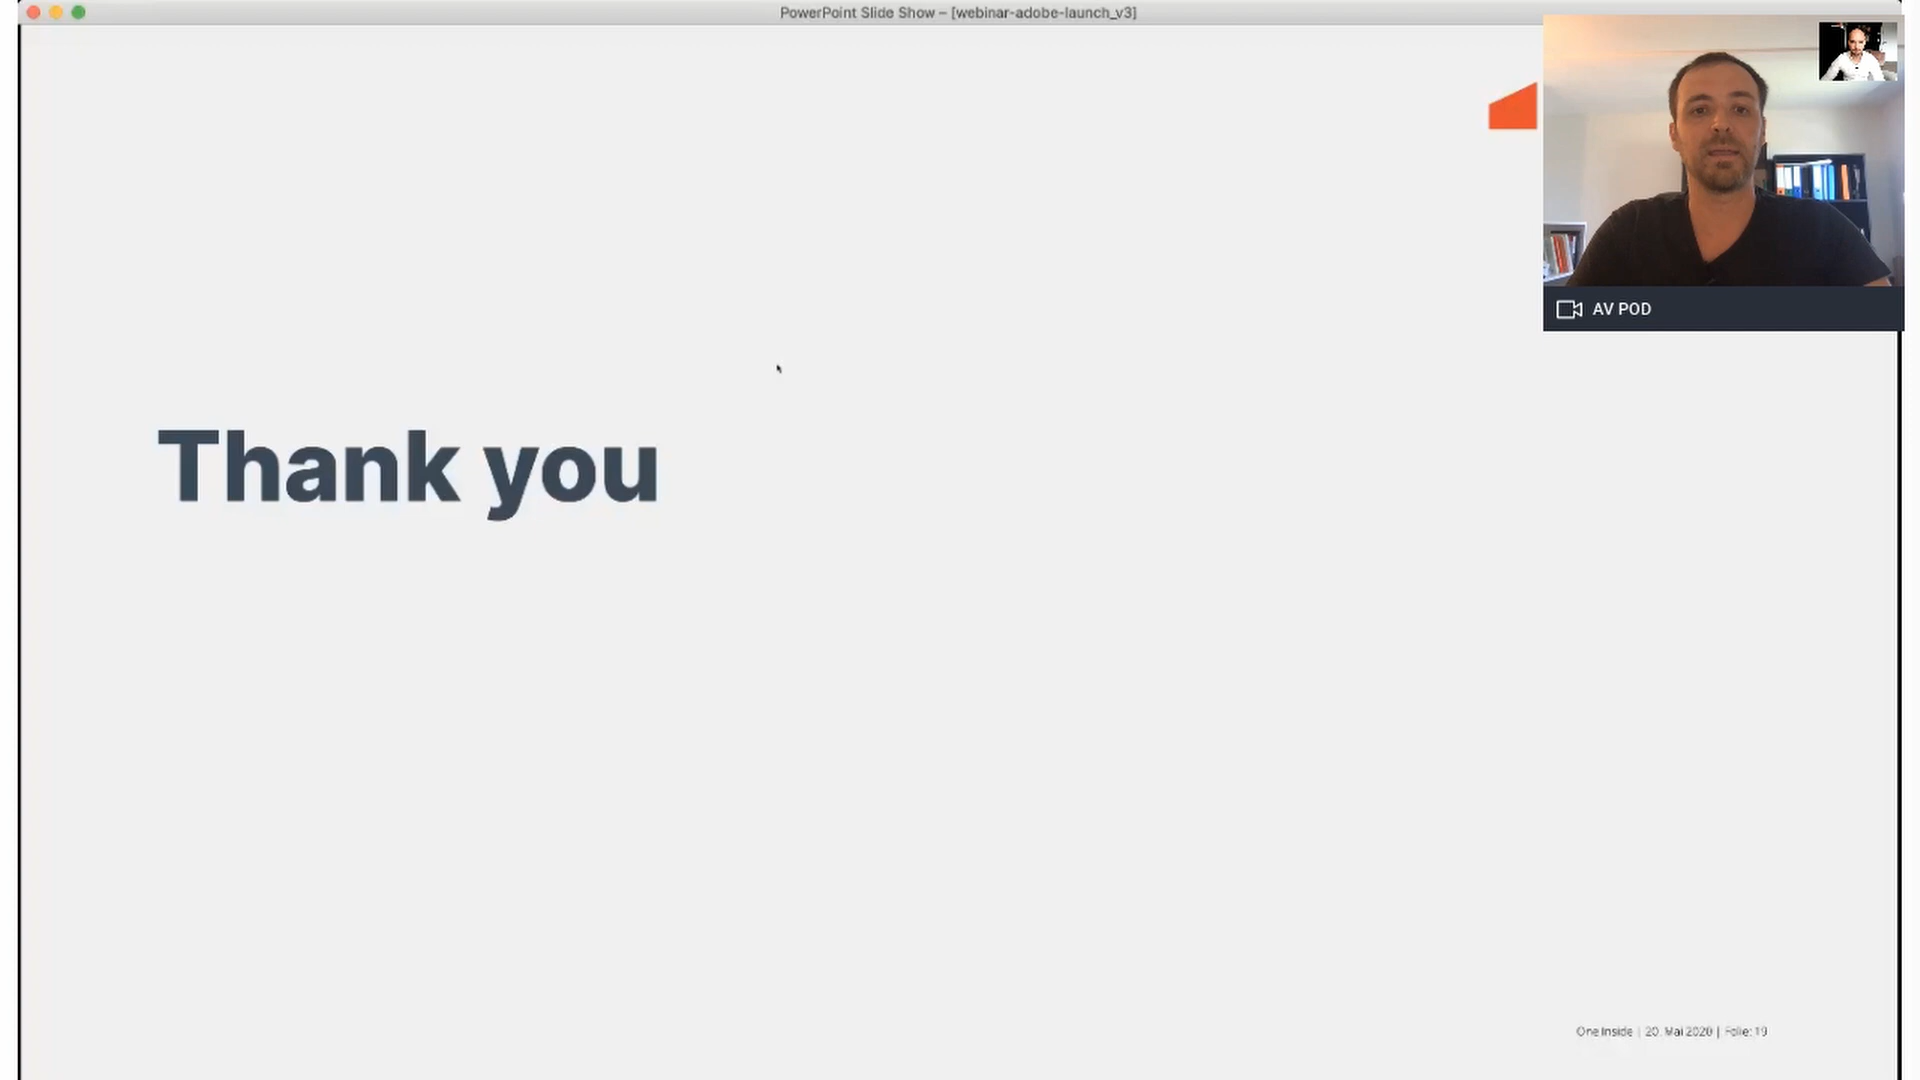 PowerPoint Slide Show – [webinar-adobe-launch_v3]
AV POD
Thank you
One Inside | 20. Mai 2020 | Folie: 19